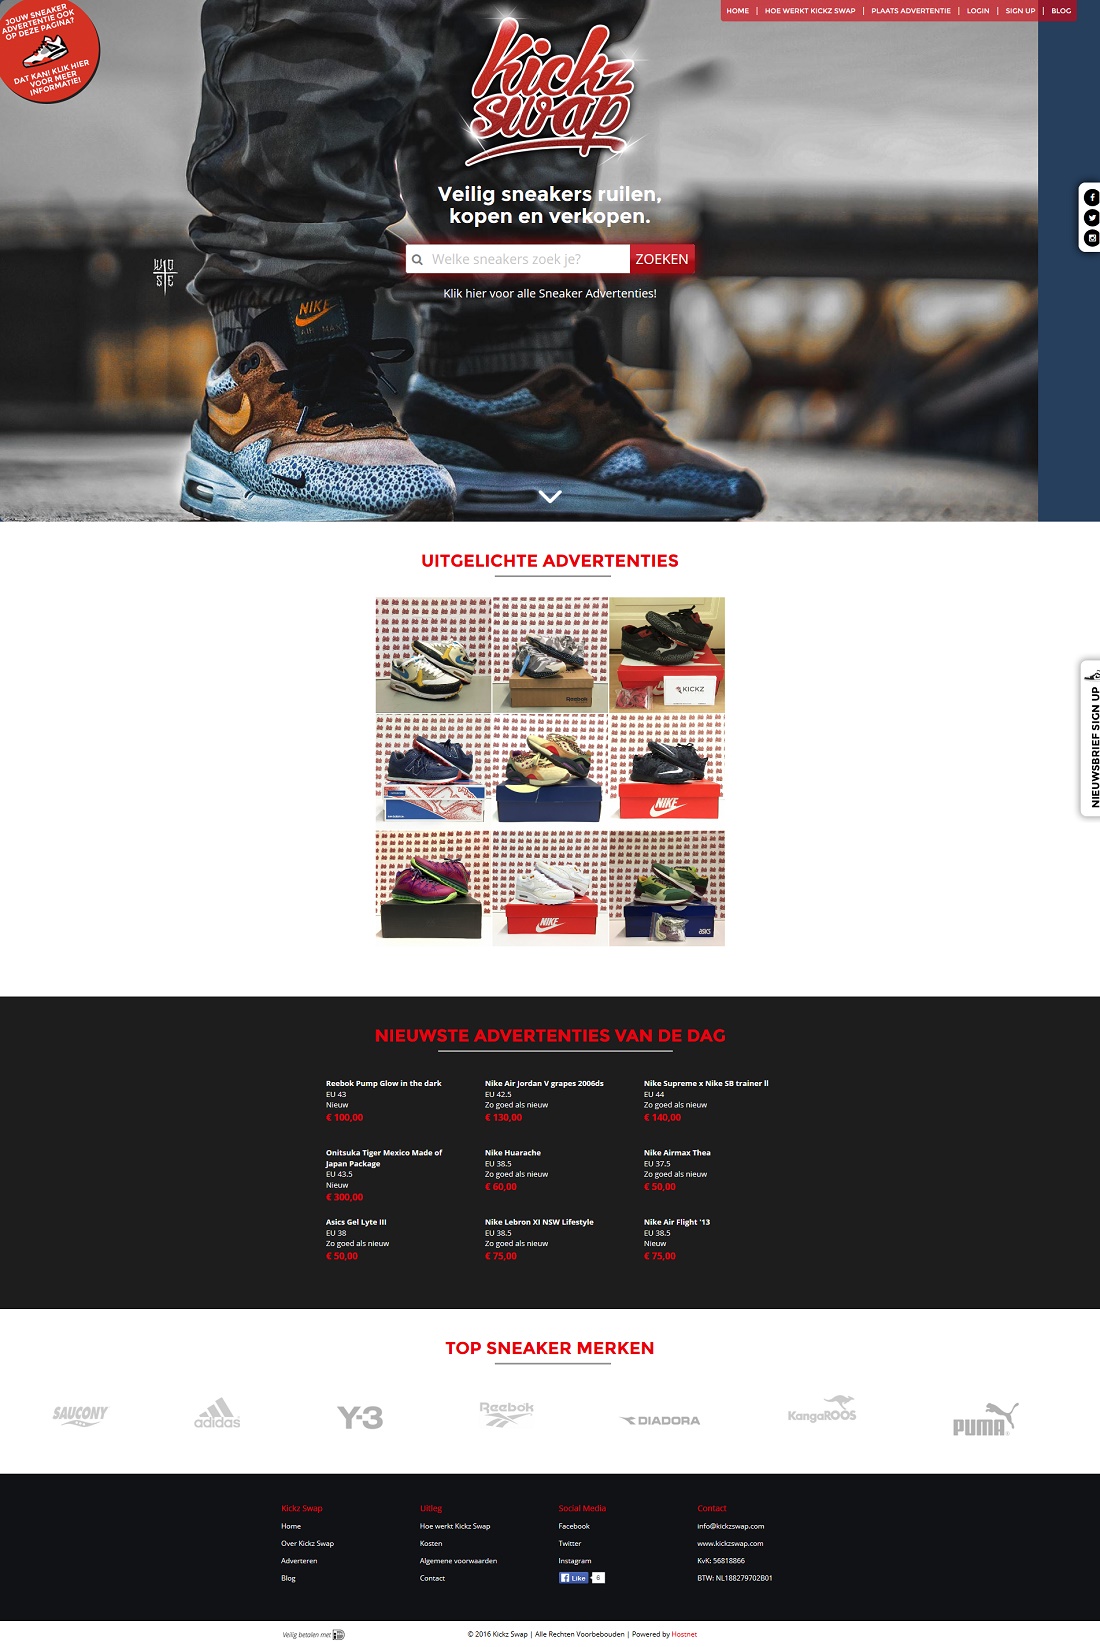 JOUW SNEAKER
ADVERTENTIE OOK
OP DEZE PAGINA?
DAT KAN! KLIK HIER
VOOR MEER
INFORMATIE!
HOME | HOE WERKT KICKZ SWAP | PLAATS ADVERTENTIE | LOGIN | SIGN UP | BLOG
Kickz
swap
Veilig sneakers ruilen,
kopen en verkopen.
Welke sneakers zoek je? ZOEKEN
Klik hier voor alle Sneaker Advertenties!
NIKE
AIR MAX
UITGELICHTE ADVERTENTIES
Reebok
KICKZ
NIKE
NIKE
asics
NIEUWSBRIEF SIGN UP
NIEUWSTE ADVERTENTIES VAN DE DAG
Reebok Pump Glow in the dark
EU 43
Nieuw
€ 100,00
Nike Air Jordan V grapes 2006ds
EU 42.5
Zo goed als nieuw
€ 130,00
Nike Supreme x Nike SB trainer ll
EU 44
Zo goed als nieuw
€ 140,00
Onitsuka Tiger Mexico Made of
Japan Package
EU 43.5
Nieuw
€ 300,00
Nike Huarache
EU 38.5
Zo goed als nieuw
€ 60,00
Nike Airmax Thea
EU 37.5
Zo goed als nieuw
€ 50,00
Asics Gel Lyte III
EU 38
Zo goed als nieuw
€ 50,00
Nike Lebron XI NSW Lifestyle
EU 38.5
Zo goed als nieuw
€ 75,00
Nike Air Flight '13
EU 38.5
Nieuw
€ 75,00
TOP SNEAKER MERKEN
SAUCONY
adidas
Y-3
Reebok
DIADORA
KangaROOS
PUMA
Kickz Swap
Home
Over Kickz Swap
Adverteren
Blog
Uitleg
Hoe werkt Kickz Swap
Kosten
Algemene voorwaarden
Contact
Social Media
Facebook
Twitter
Instagram
Like 6
Contact
info@kickzswap.com
www.kickzswap.com
KvK: 56818866
BTW: NL188279702B01
Veilig betalen met
© 2016 Kickz Swap | Alle Rechten Voorbebouden | Powered by Hostnet